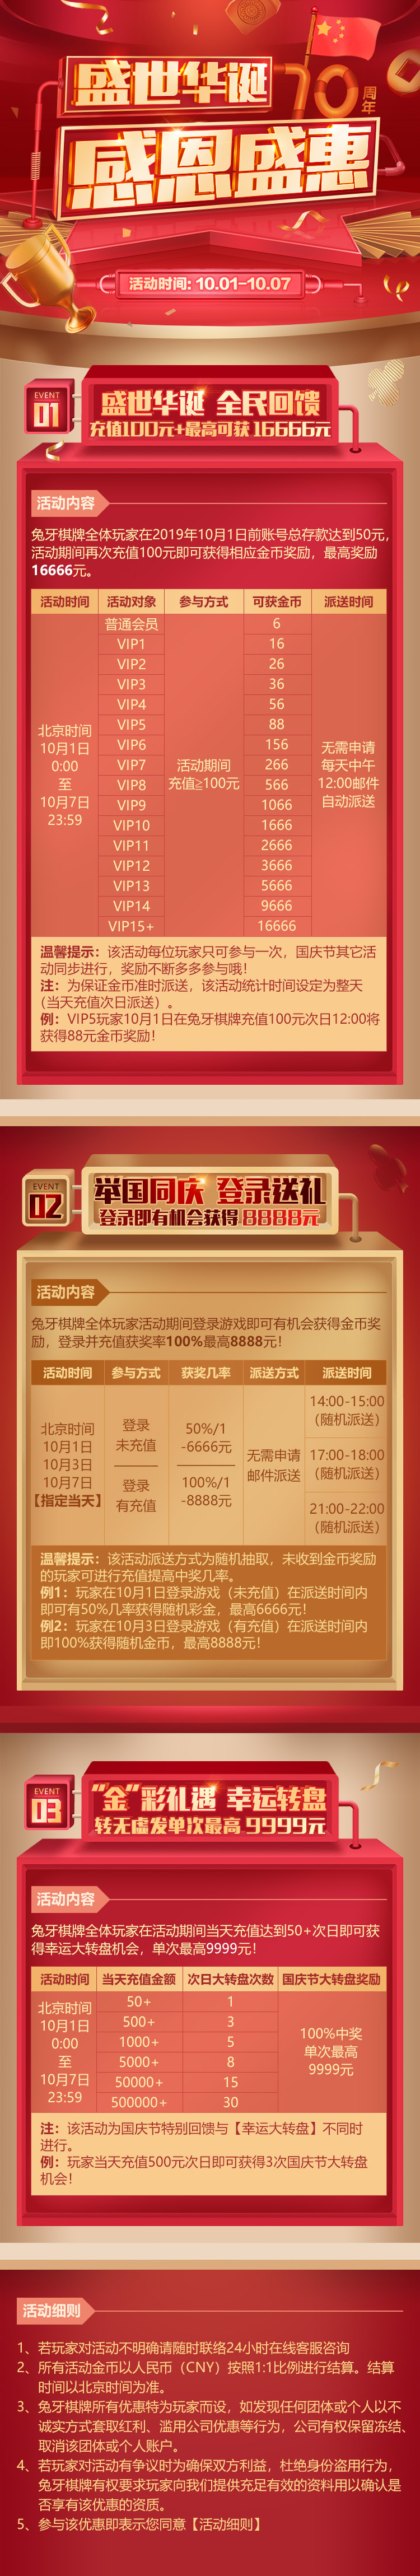 盛世华诞 70周年
感恩盛惠
活动时间: 10.01-10.07
EVENT 01
盛世华诞 全民回馈
充值100元+最高可获16666元
活动内容
兔牙棋牌全体玩家在2019年10月1日前账号总存款达到50元，
活动期间再次充值100元即可获得相应金币奖励，最高奖励
16666元。
活动时间 活动对象 参与方式 可获金币 派送时间
北京时间
10月1日
0:00
至
10月7日
23:59
普通会员 6
VIP1 16
VIP2 26
VIP3 36
VIP4 56
VIP5 88
VIP6 156
VIP7 266
VIP8 566
VIP9 1066
VIP10 1666
VIP11 2666
VIP12 3666
VIP13 5666
VIP14 9666
VIP15+ 16666
活动期间
充值≧100元
无需申请
每天中午
12:00邮件
自动派送
温馨提示：该活动每位玩家只可参与一次，国庆节其它活
动同步进行，奖励不断多多参与哦！
注：为保证金币准时派送，该活动统计时间设定为整天
（当天充值次日派送）。
例：VIP5玩家10月1日在兔牙棋牌充值100元次日12:00将
获得88元金币奖励！
EVENT 02
举国同庆 登录送礼
登录即有机会获得8888元
活动内容
兔牙棋牌全体玩家活动期间登录游戏即可有机会获得金币奖
励，登录并充值获奖率100%最高8888元！
活动时间 参与方式 获奖几率 派送方式 派送时间
北京时间
10月1日
10月3日
10月7日
【指定当天】
登录
未充值
登录
有充值
50%/1
-6666元
100%/1
-8888元
无需申请
邮件派送
14:00-15:00
（随机派送）
17:00-18:00
（随机派送）
21:00-22:00
（随机派送）
温馨提示：该活动派送方式为随机抽取，未收到金币奖励
的玩家可进行充值提高中奖几率。
例1：玩家在10月1日登录游戏（未充值）在派送时间内
即可有50%几率获得随机彩金，最高6666元！
例2：玩家在10月3日登录游戏（有充值）在派送时间内
即100%获得随机金币，最高8888元！
EVENT 03
“金”彩礼遇 幸运转盘
转无虚发单次最高9999元
活动内容
兔牙棋牌全体玩家在活动期间当天充值达到50+次日即可获
得幸运大转盘机会，单次最高9999元！
活动时间 当天充值金额 次日大转盘次数 国庆节大转盘奖励
北京时间
10月1日
0:00
至
10月7日
23:59
50+ 1
500+ 3
1000+ 5
5000+ 8
50000+ 15
500000+ 30
100%中奖
单次最高
9999元
注：该活动为国庆节特别回馈与【幸运大转盘】不同时
进行。
例：玩家当天充值500元次日即可获得3次国庆节大转盘
机会！
活动细则
1、若玩家对活动不明确请随时联络24小时在线客服咨询
2、所有活动金币以人民币（CNY）按照1:1比例进行结算。结算
时间以北京时间为准。
3、兔牙棋牌所有优惠特为玩家而设，如发现任何团体或个人以不
诚实方式套取红利、滥用公司优惠等行为，公司有权保留冻结、
取消该团体或个人账户。
4、若玩家对活动有争议时为确保双方利益，杜绝身份盗用行为，
兔牙棋牌有权要求玩家向我们提供充足有效的资料用以确认是
否享有该优惠的资质。
5、参与该优惠即表示您同意【活动细则】